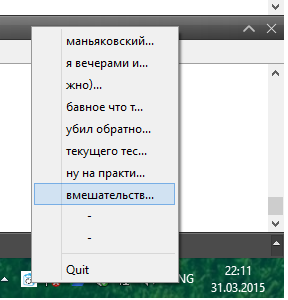 маньяковский...
я вечерами и...
жно)...
бавное что т...
убил обратно...
текущего тес...
ну на практи...
вмешательств...
-
-
Quit
NG
22:11
31.03.2015